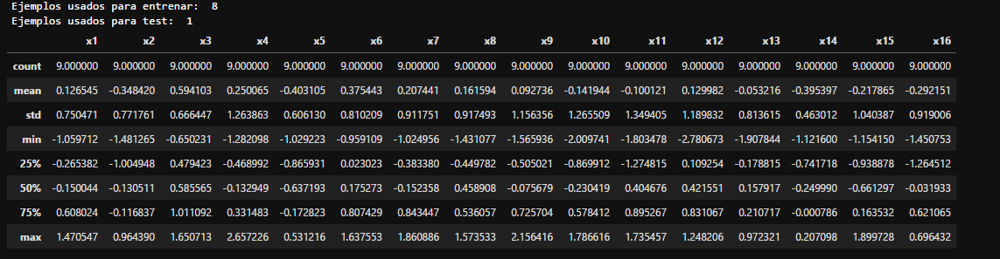 Ejemplos usados para entrenar:  8
Ejemplos usados para test:  1
x1 x2 x3 x4 x5 x6 x7 x8 x9 x10 x11 x12 x13 x14 x15 x16
count 9.000000 9.000000 9.000000 9.000000 9.000000 9.000000 9.000000 9.000000 9.000000 9.000000 9.000000 9.000000 9.000000 9.000000 9.000000 9.000000
mean 0.126545 -0.348420 0.594103 0.250065 -0.403105 0.375443 0.207441 0.161594 0.092736 -0.141944 -0.100121 0.129982 -0.053216 -0.395397 -0.217865 -0.292151
std 0.750471 0.771761 0.666447 1.263863 0.606130 0.810209 0.911751 0.917493 1.156356 1.265509 1.349405 1.189832 0.813615 0.463012 1.040387 0.919006
min -1.059712 -1.481265 -0.650231 -1.282098 -1.029223 -0.959109 -1.024956 -1.431077 -1.565936 -2.009741 -1.803478 -2.780673 -1.907844 -1.121600 -1.154150 -1.450753
25% -0.265382 -1.004948 0.479423 -0.468992 -0.865931 0.023023 -0.383380 -0.449782 -0.505021 -0.869912 -1.274815 0.109254 -0.178815 -0.741718 -0.938878 -1.264512
50% -0.150044 -0.130511 0.585565 -0.132949 -0.637193 0.175273 -0.152358 0.458908 -0.075679 -0.230419 0.404676 0.421551 0.157917 -0.249990 -0.661297 -0.031933
75% 0.608024 -0.116837 1.011092 0.331483 -0.172823 0.807429 0.843447 0.536057 0.725704 0.578412 0.895267 0.831067 0.210717 -0.000786 0.163532 0.621065
max 1.470547 0.964390 1.650713 2.657226 0.531216 1.637553 1.860886 1.573533 2.156416 1.786616 1.735457 1.248206 0.972321 0.207098 1.899728 0.696432